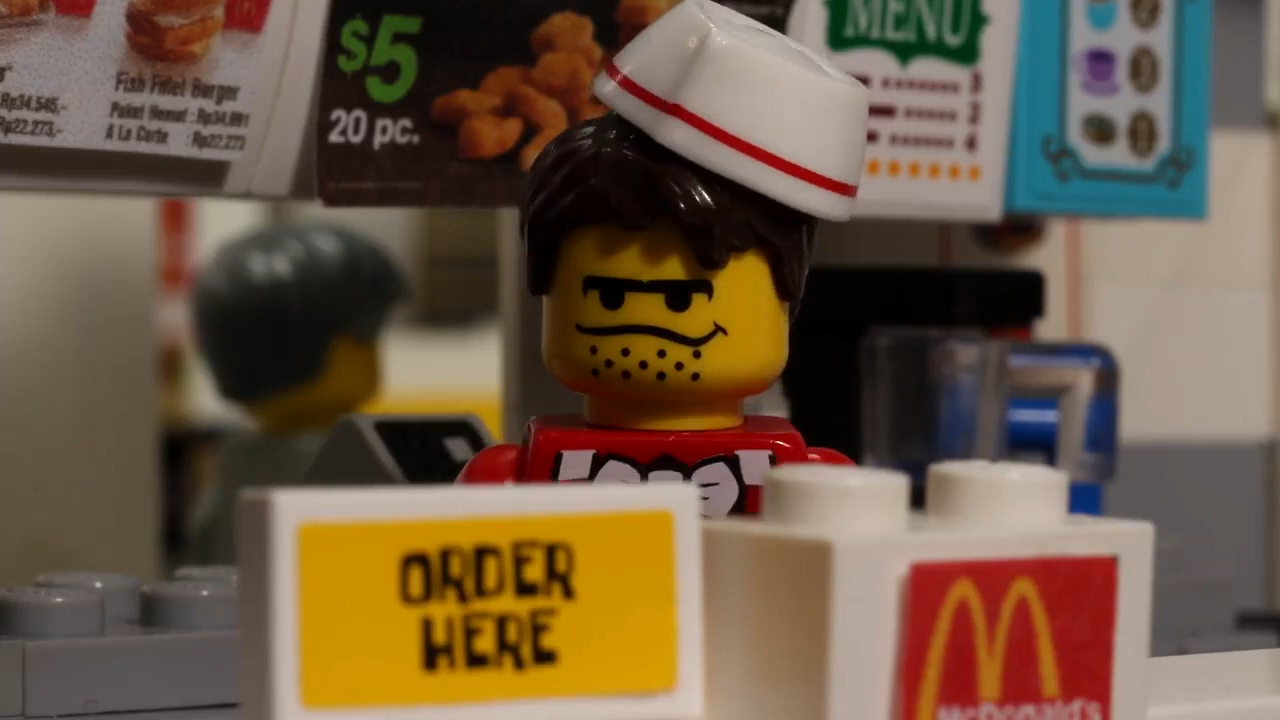 Rp34.545,-
Rp22.273,-
Fish Fillet Burger
Paket Hemat : Rp34.091
A La Carte : Rp22.273
$5
20 pc.
MENU
ORDER
HERE
McDonald's